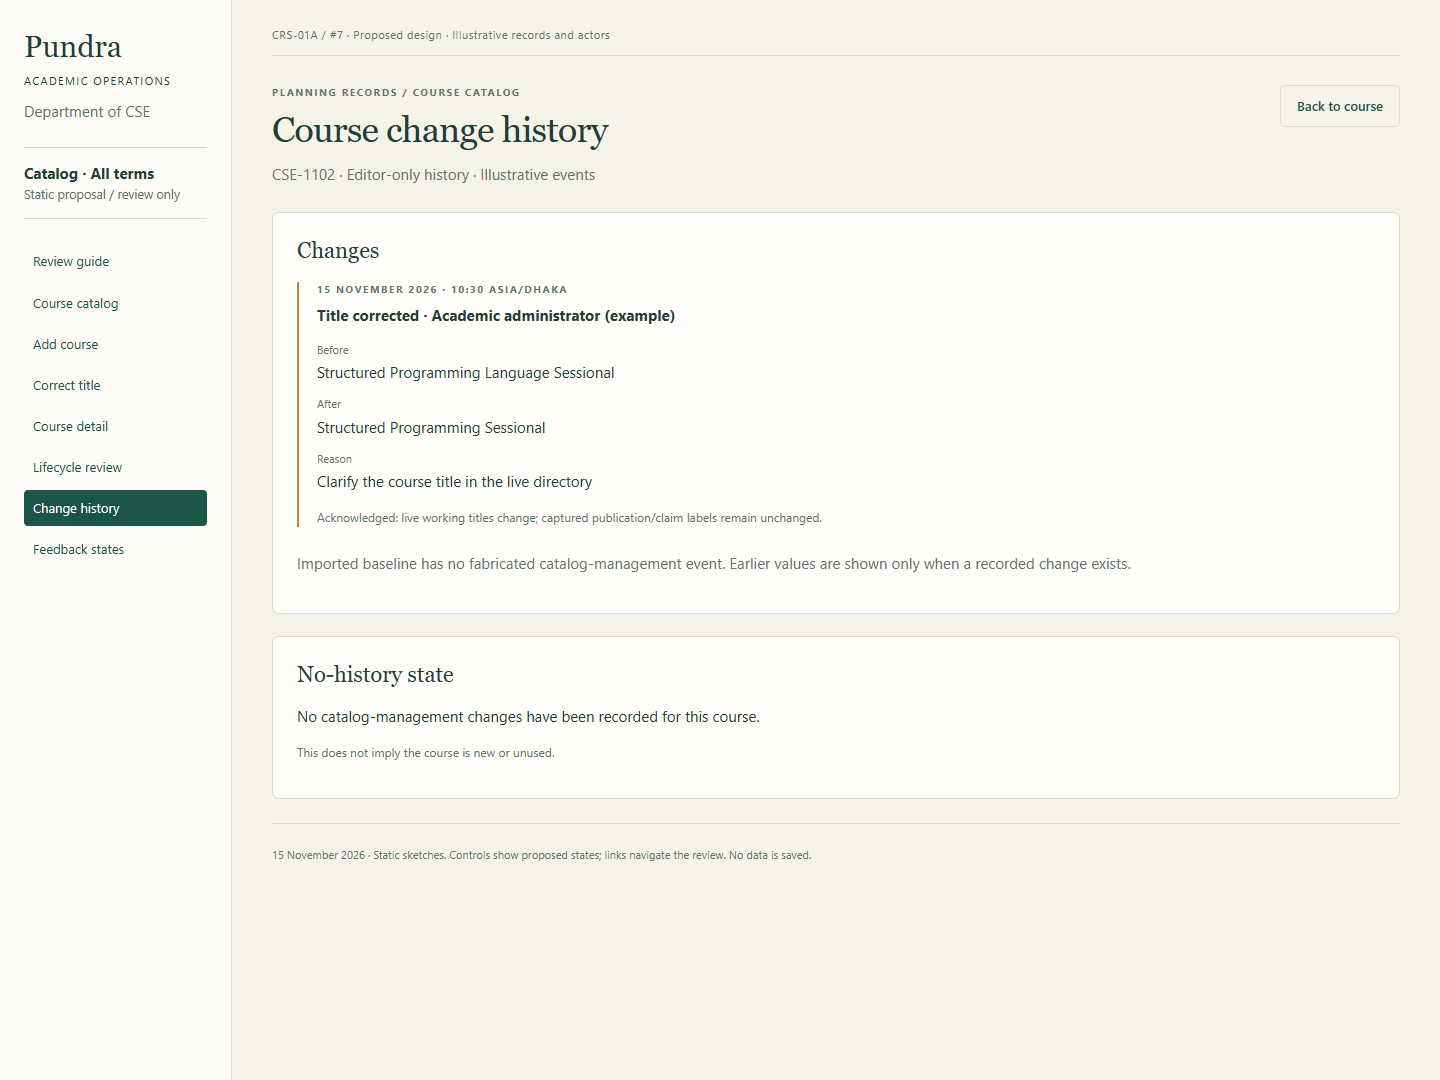 Pundra
ACADEMIC OPERATIONS
Department of CSE
Catalog · All terms
Static proposal / review only
Review guide
Course catalog
Add course
Correct title
Course detail
Lifecycle review
Change history
Feedback states
CRS-01A / #7 · Proposed design · Illustrative records and actors
PLANNING RECORDS / COURSE CATALOG
Course change history
CSE-1102 · Editor-only history · Illustrative events
Back to course
Changes
15 NOVEMBER 2026 · 10:30 ASIA/DHAKA
Title corrected · Academic administrator (example)
Before
Structured Programming Language Sessional
After
Structured Programming Sessional
Reason
Clarify the course title in the live directory
Acknowledged: live working titles change; captured publication/claim labels remain unchanged.
Imported baseline has no fabricated catalog-management event. Earlier values are shown only when a recorded change exists.
No-history state
No catalog-management changes have been recorded for this course.
This does not imply the course is new or unused.
15 November 2026 · Static sketches. Controls show proposed states; links navigate the review. No data is saved.